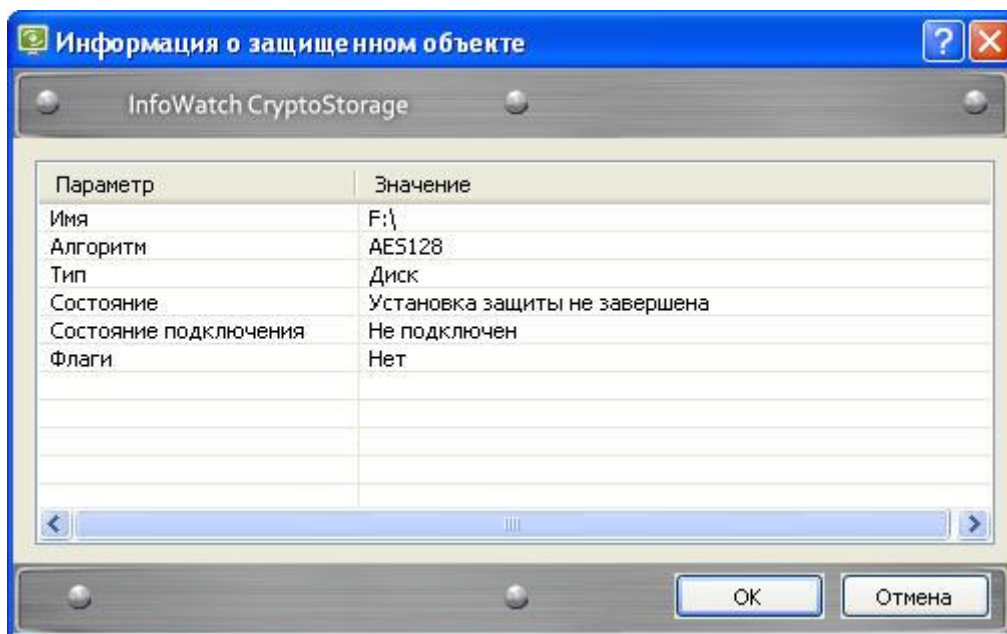 Информация о защищенном объекте
InfoWatch CryptoStorage
Параметр Значение
Имя F:\
Алгоритм AES128
Тип Диск
Состояние Установка защиты не завершена
Состояние подключения Не подключен
Флаги Нет
OK Отмена